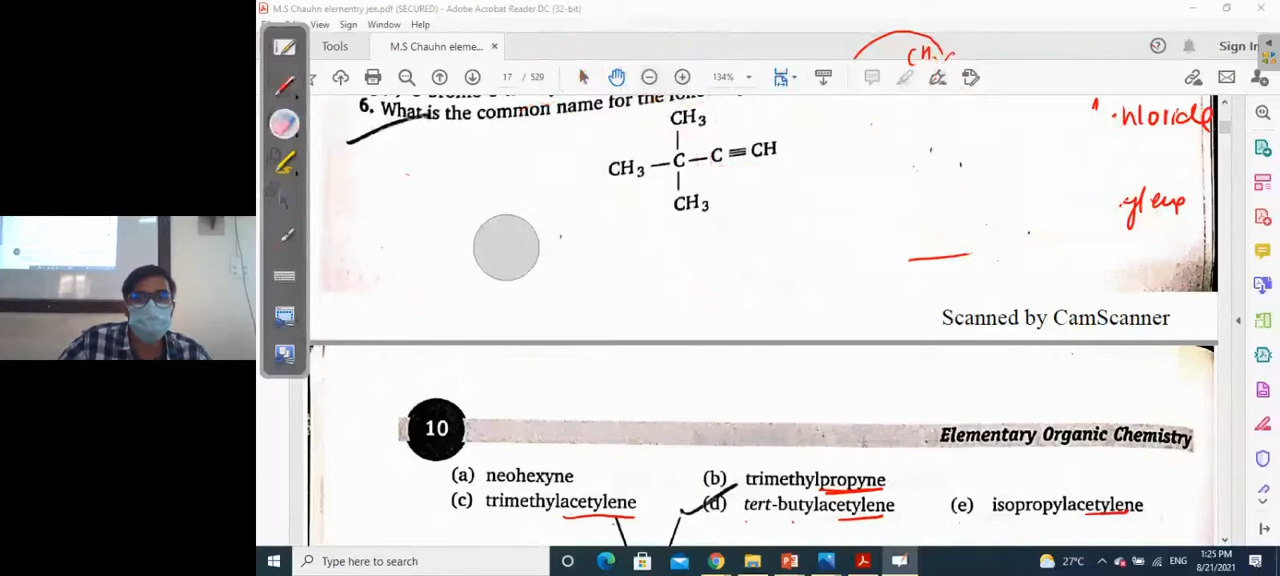 M.S Chauhn elementry jee.pdf (SECURED) - Adobe Acrobat Reader DC (32-bit)
View Sign Window Help
Tools M.S Chauhn eleme... × Sign In
17 / 529 134%
6. What is the common name for the
CH3
CH3 — C — C ≡ CH
CH3
Scanned by CamScanner
10
Elementary Organic Chemistry
(a) neohexyne (b) trimethylpropyne
(c) trimethylacetylene (d) tert-butylacetylene (e) isopropylacetylene
Type here to search
27°C ENG 1:25 PM
8/21/2021